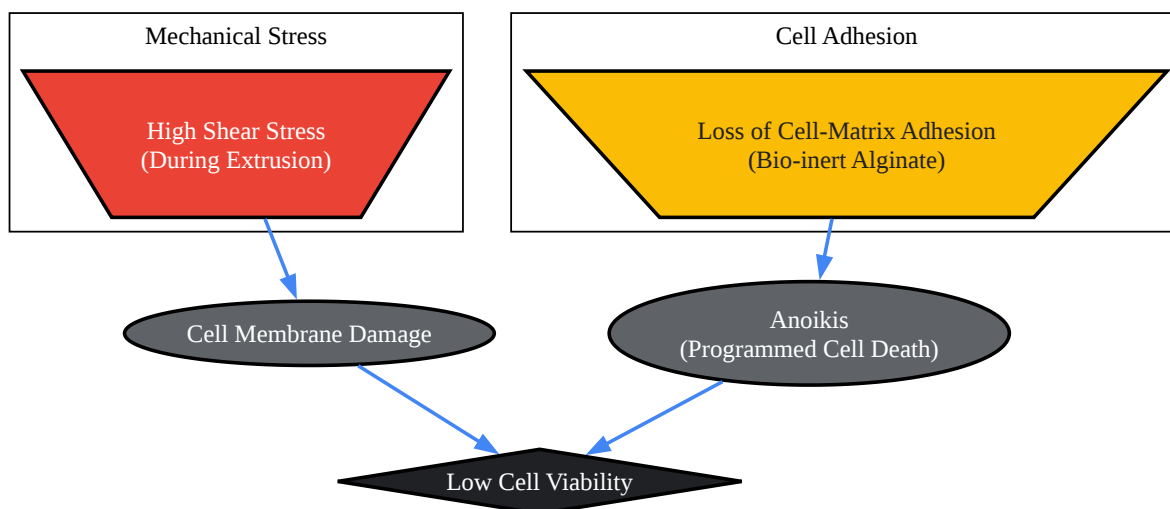 Mechanical Stress
High Shear Stress
(During Extrusion)
Cell Adhesion
Loss of Cell-Matrix Adhesion
(Bio-inert Alginate)
Cell Membrane Damage
Anoikis
(Programmed Cell Death)
Low Cell Viability